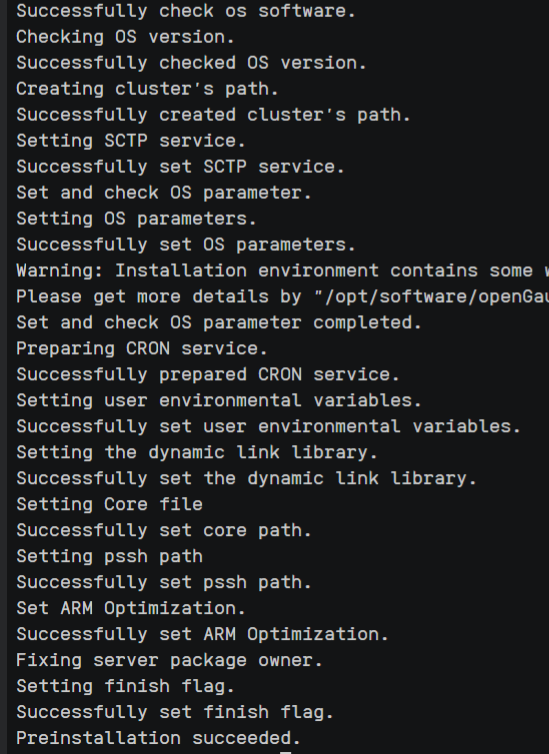 Successfully check os software.
Checking OS version.
Successfully checked OS version.
Creating cluster's path.
Successfully created cluster's path.
Setting SCTP service.
Successfully set SCTP service.
Set and check OS parameter.
Setting OS parameters.
Successfully set OS parameters.
Warning: Installation environment contains some
Please get more details by "/opt/software/openGau
Set and check OS parameter completed.
Preparing CRON service.
Successfully prepared CRON service.
Setting user environmental variables.
Successfully set user environmental variables.
Setting the dynamic link library.
Successfully set the dynamic link library.
Setting Core file
Successfully set core path.
Setting pssh path
Successfully set pssh path.
Set ARM Optimization.
Successfully set ARM Optimization.
Fixing server package owner.
Setting finish flag.
Successfully set finish flag.
Preinstallation succeeded.